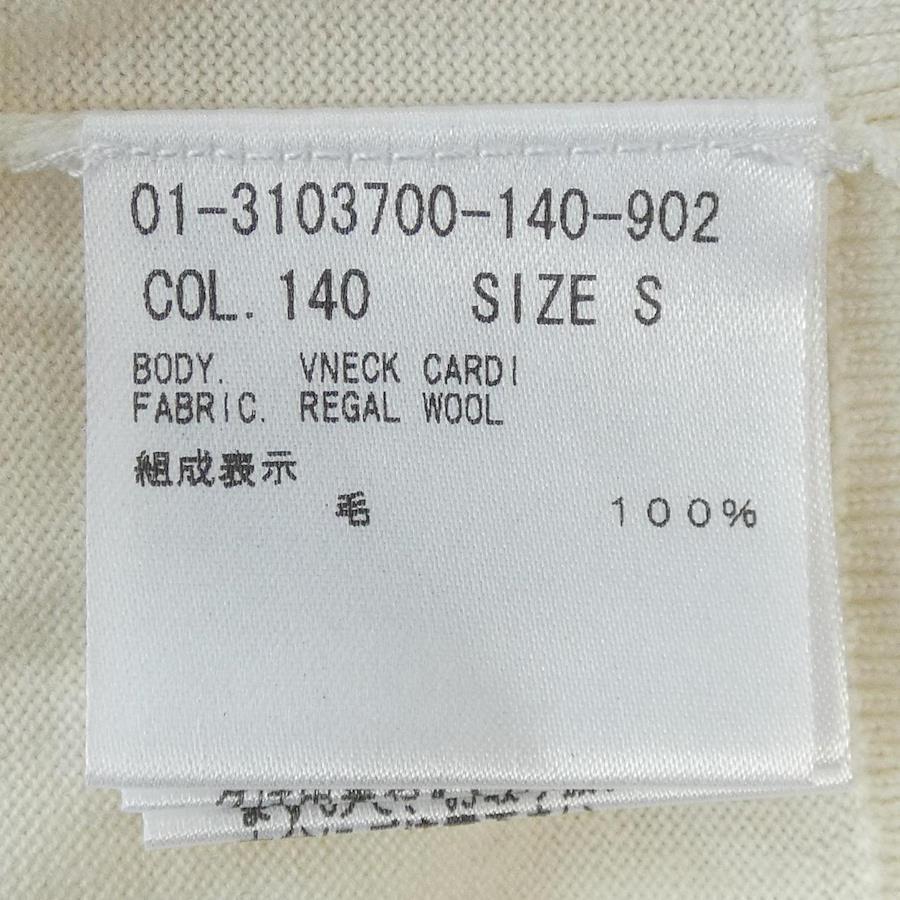 01-3103700-140-902
COL. 140 SIZE S
BODY. VNECK CARDI
FABRIC. REGAL WOOL
組成表示
毛 100%